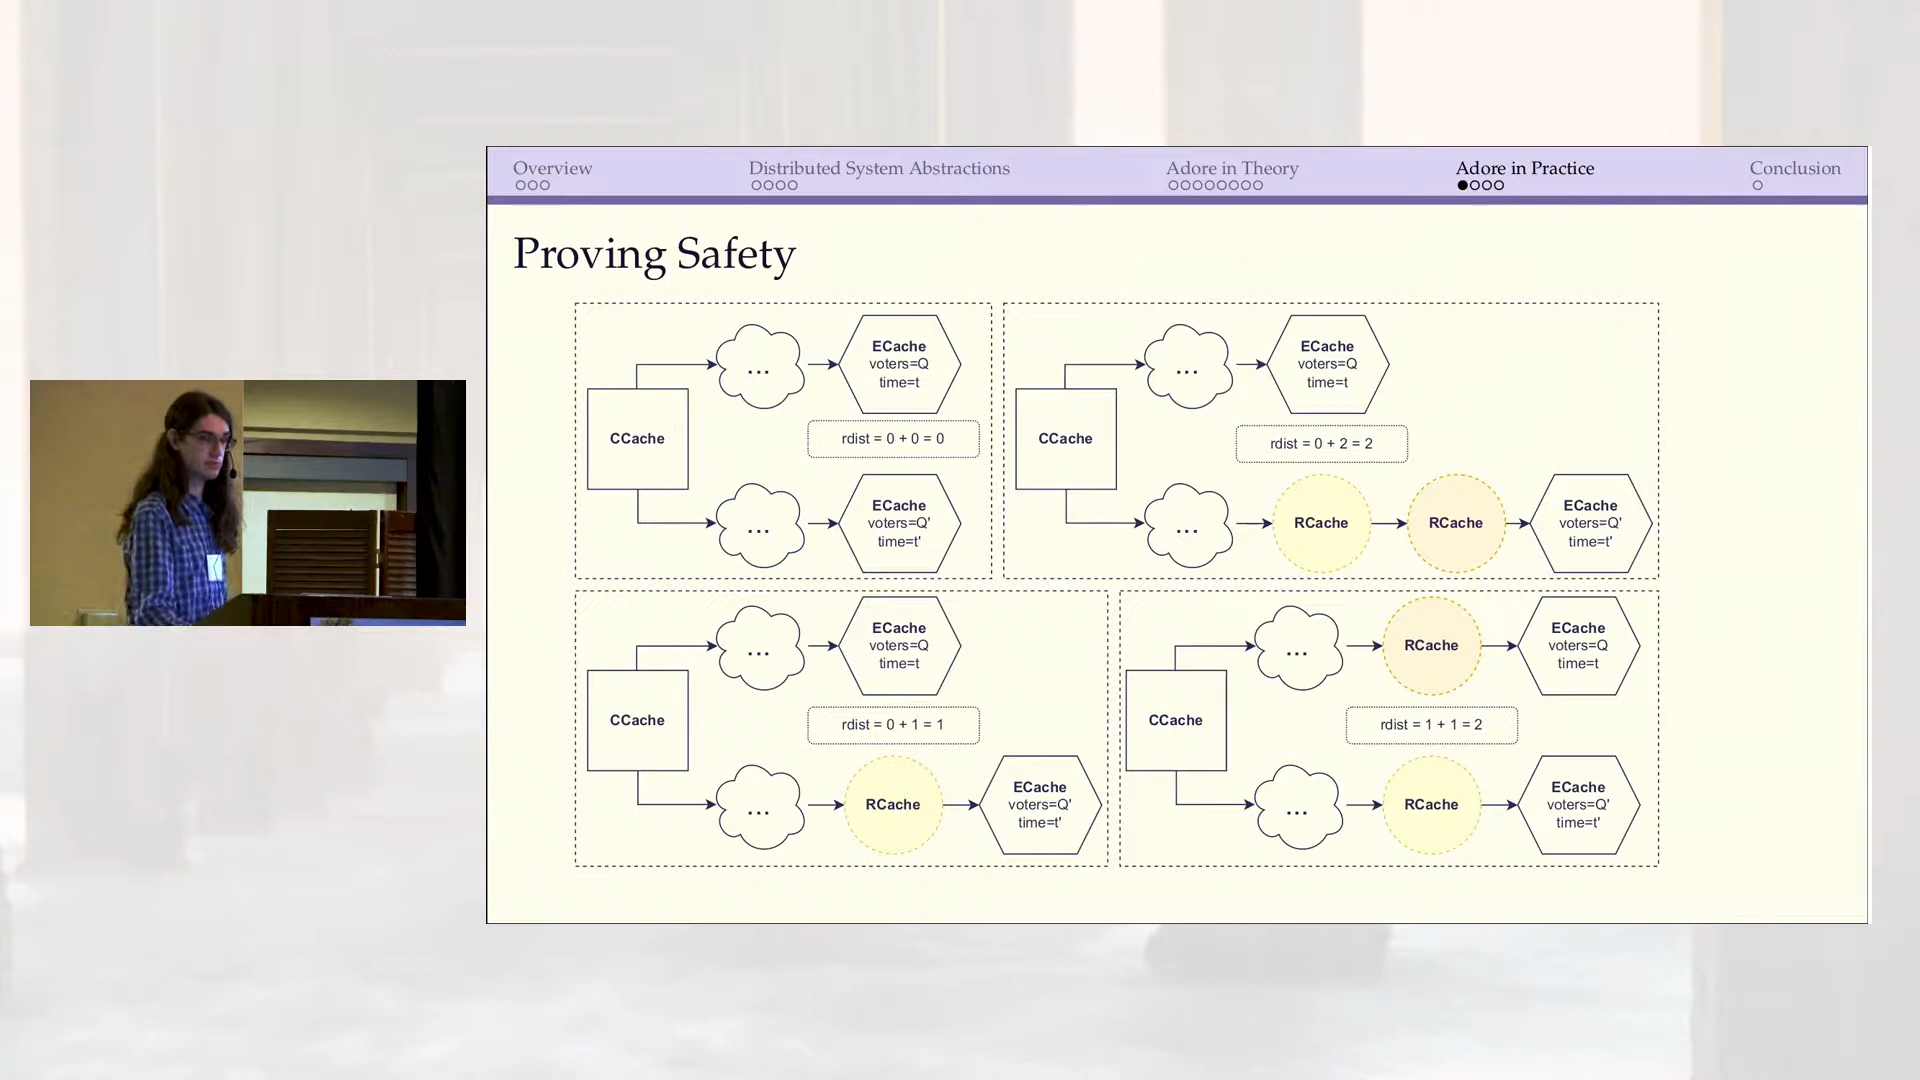 Overview
Distributed System Abstractions
Adore in Theory
Adore in Practice
Conclusion
Proving Safety
CCache
...
ECache
voters=Q
time=t
rdist = 0 + 0 = 0
...
ECache
voters=Q'
time=t'
CCache
...
ECache
voters=Q
time=t
rdist = 0 + 2 = 2
...
RCache
RCache
ECache
voters=Q'
time=t'
CCache
...
ECache
voters=Q
time=t
rdist = 0 + 1 = 1
...
RCache
ECache
voters=Q'
time=t'
CCache
...
RCache
ECache
voters=Q
time=t
rdist = 1 + 1 = 2
...
RCache
ECache
voters=Q'
time=t'